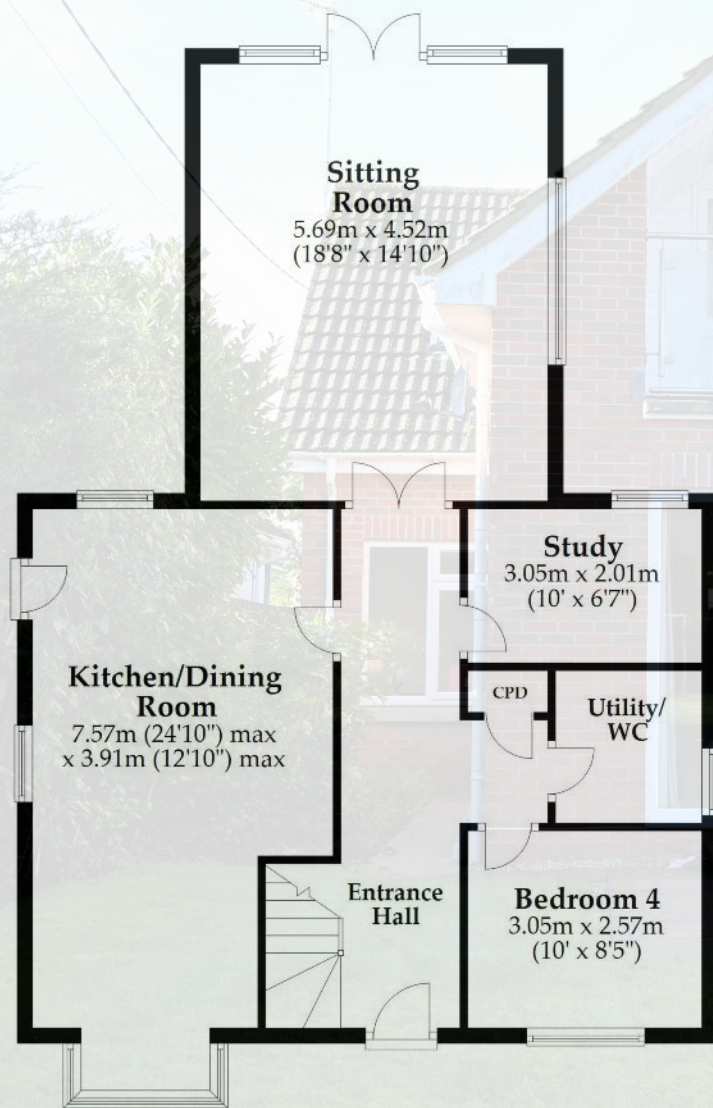 Sitting
Room
5.69m x 4.52m
(18'8" x 14'10")
Study
3.05m x 2.01m
(10' x 6'7")
Kitchen/Dining
Room
7.57m (24'10") max
x 3.91m (12'10") max
CPD
Utility/
WC
Entrance
Hall
Bedroom 4
3.05m x 2.57m
(10' x 8'5")